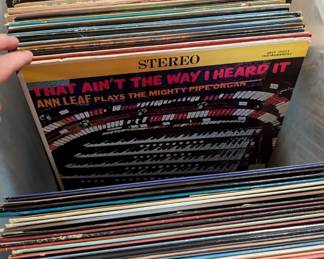 STEREO
THAT AIN'T THE WAY I HEARD IT
ANN LEAF PLAYS THE MIGHTY PIPE ORGAN